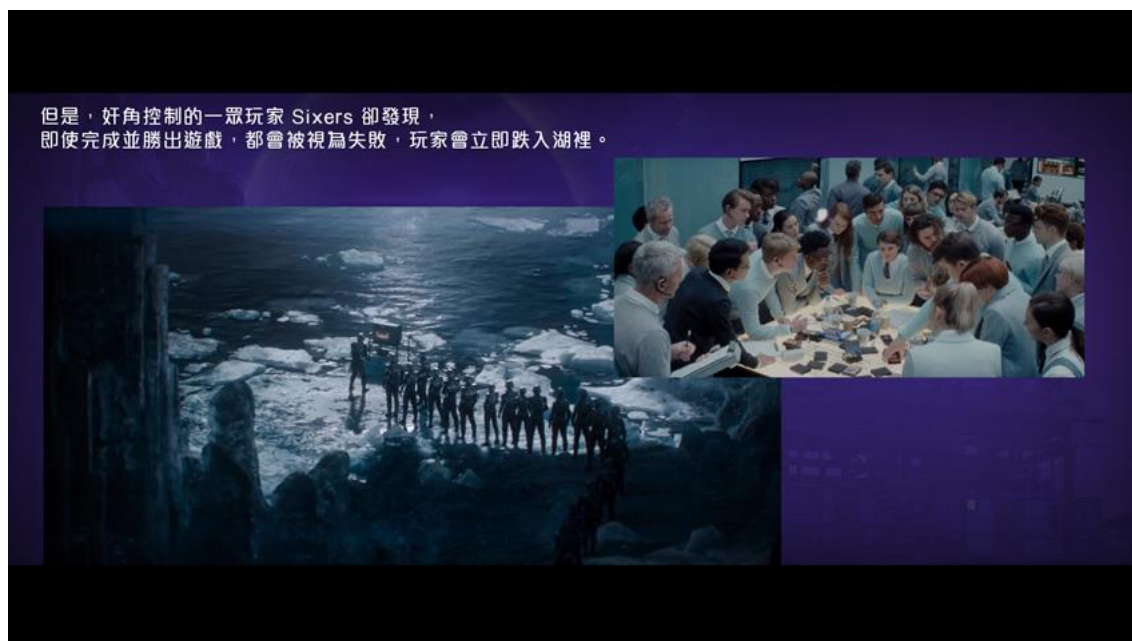 但是，奸角控制的一眾玩家 Sixers 卻發現，
即使完成並勝出遊戲，都會被視為失敗，玩家會立即跌入湖裡。